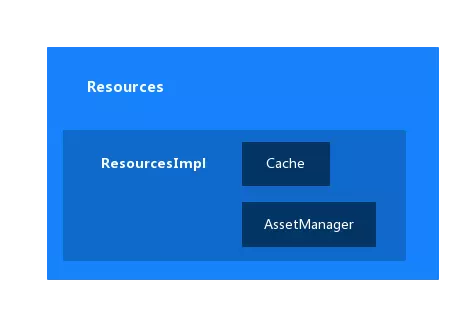 Resources
ResourcesImpl
Cache
AssetManager